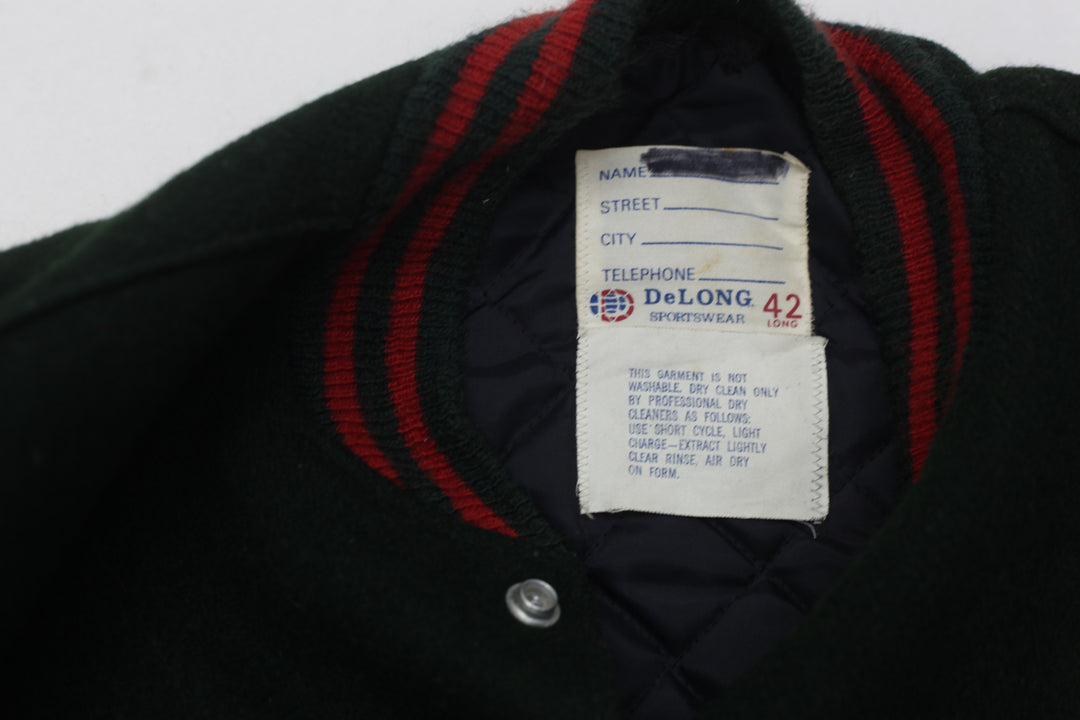 NAME
STREET
CITY
TELEPHONE
DeLONG 42
SPORTSWEAR LONG
THIS GARMENT IS NOT
WASHABLE. DRY CLEAN ONLY
BY PROFESSIONAL DRY
CLEANERS AS FOLLOWS:
USE SHORT CYCLE, LIGHT
CHARGE—EXTRACT LIGHTLY
CLEAR RINSE, AIR DRY
ON FORM.